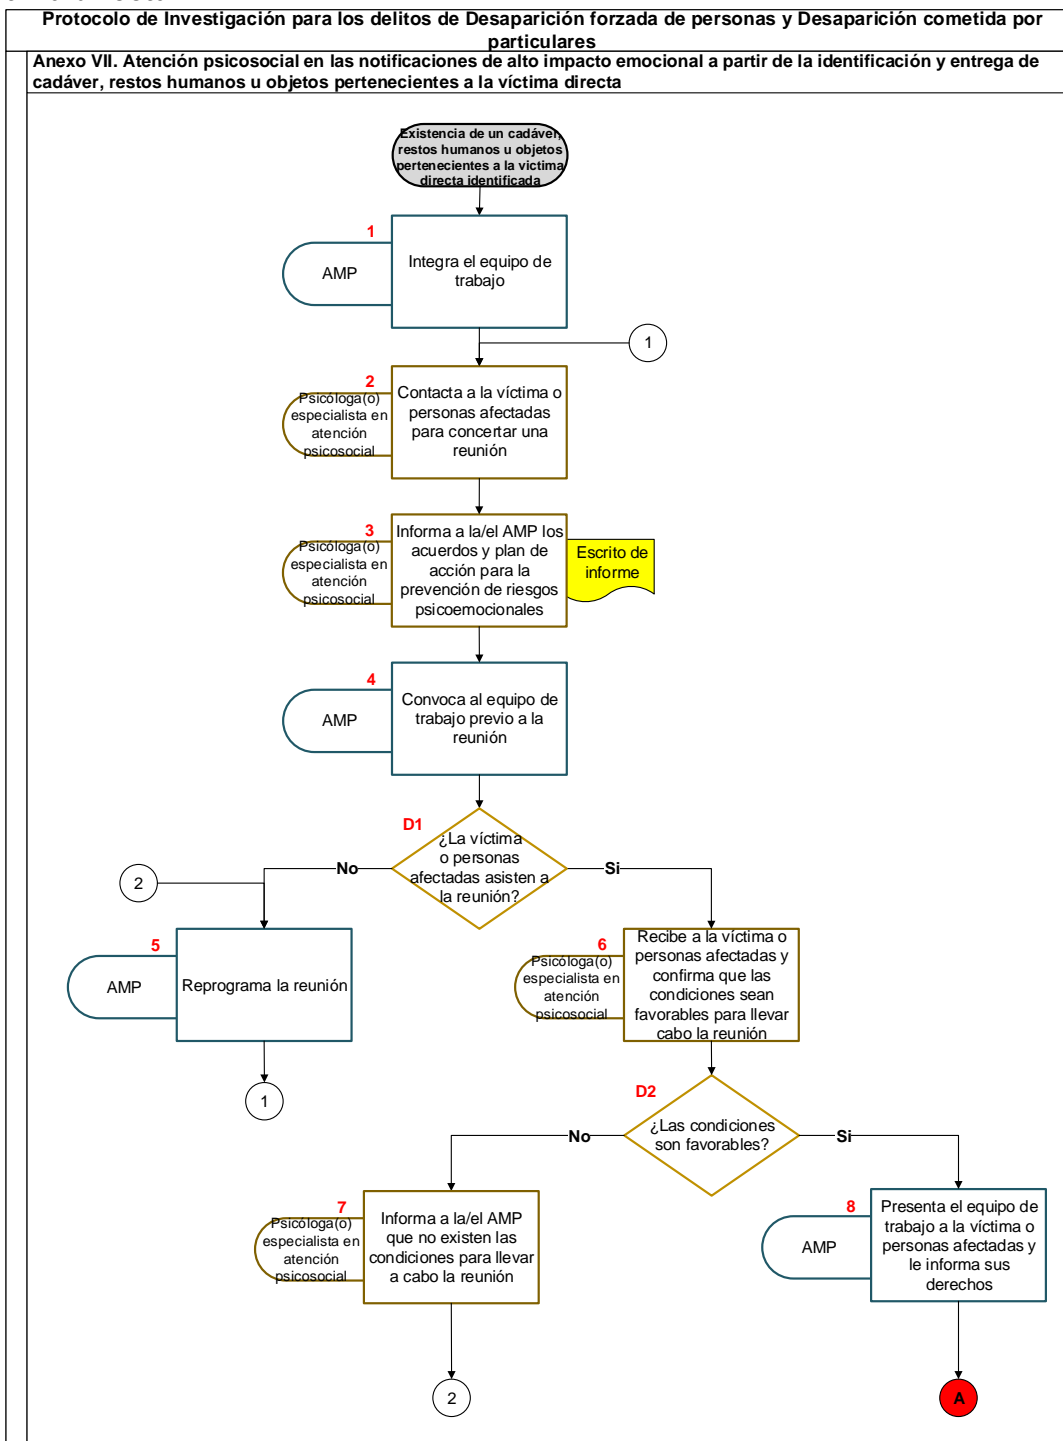 Protocolo de Investigación para los delitos de Desaparición forzada de personas y Desaparición cometida por
particulares
Anexo VII. Atención psicosocial en las notificaciones de alto impacto emocional a partir de la identificación y entrega de
cadáver, restos humanos u objetos pertenecientes a la víctima directa
Existencia de un cadáver,
restos humanos u objetos
pertenecientes a la victima
directa identificada
1
AMP
Integra el equipo de
trabajo
1
2
Psicóloga(o)
especialista en
atención
psicosocial
Contacta a la víctima o
personas afectadas
para concertar una
reunión
3
Psicóloga(o)
especialista en
atención
psicosocial
Informa a la/el AMP los
acuerdos y plan de
acción para la
prevención de riesgos
psicoemocionales
Escrito de
informe
4
AMP
Convoca al equipo de
trabajo previo a la
reunión
D1
¿La víctima
o personas
afectadas asisten a
la reunión?
No
Si
2
5
AMP
Reprograma la reunión
1
6
Psicóloga(o)
especialista en
atención
psicosocial
Recibe a la víctima o
personas afectadas y
confirma que las
condiciones sean
favorables para llevar
cabo la reunión
D2
¿Las condiciones
son favorables?
No
Si
7
Psicóloga(o)
especialista en
atención
psicosocial
Informa a la/el AMP
que no existen las
condiciones para llevar
a cabo la reunión
2
8
AMP
Presenta el equipo de
trabajo a la víctima o
personas afectadas y
le informa sus
derechos
A